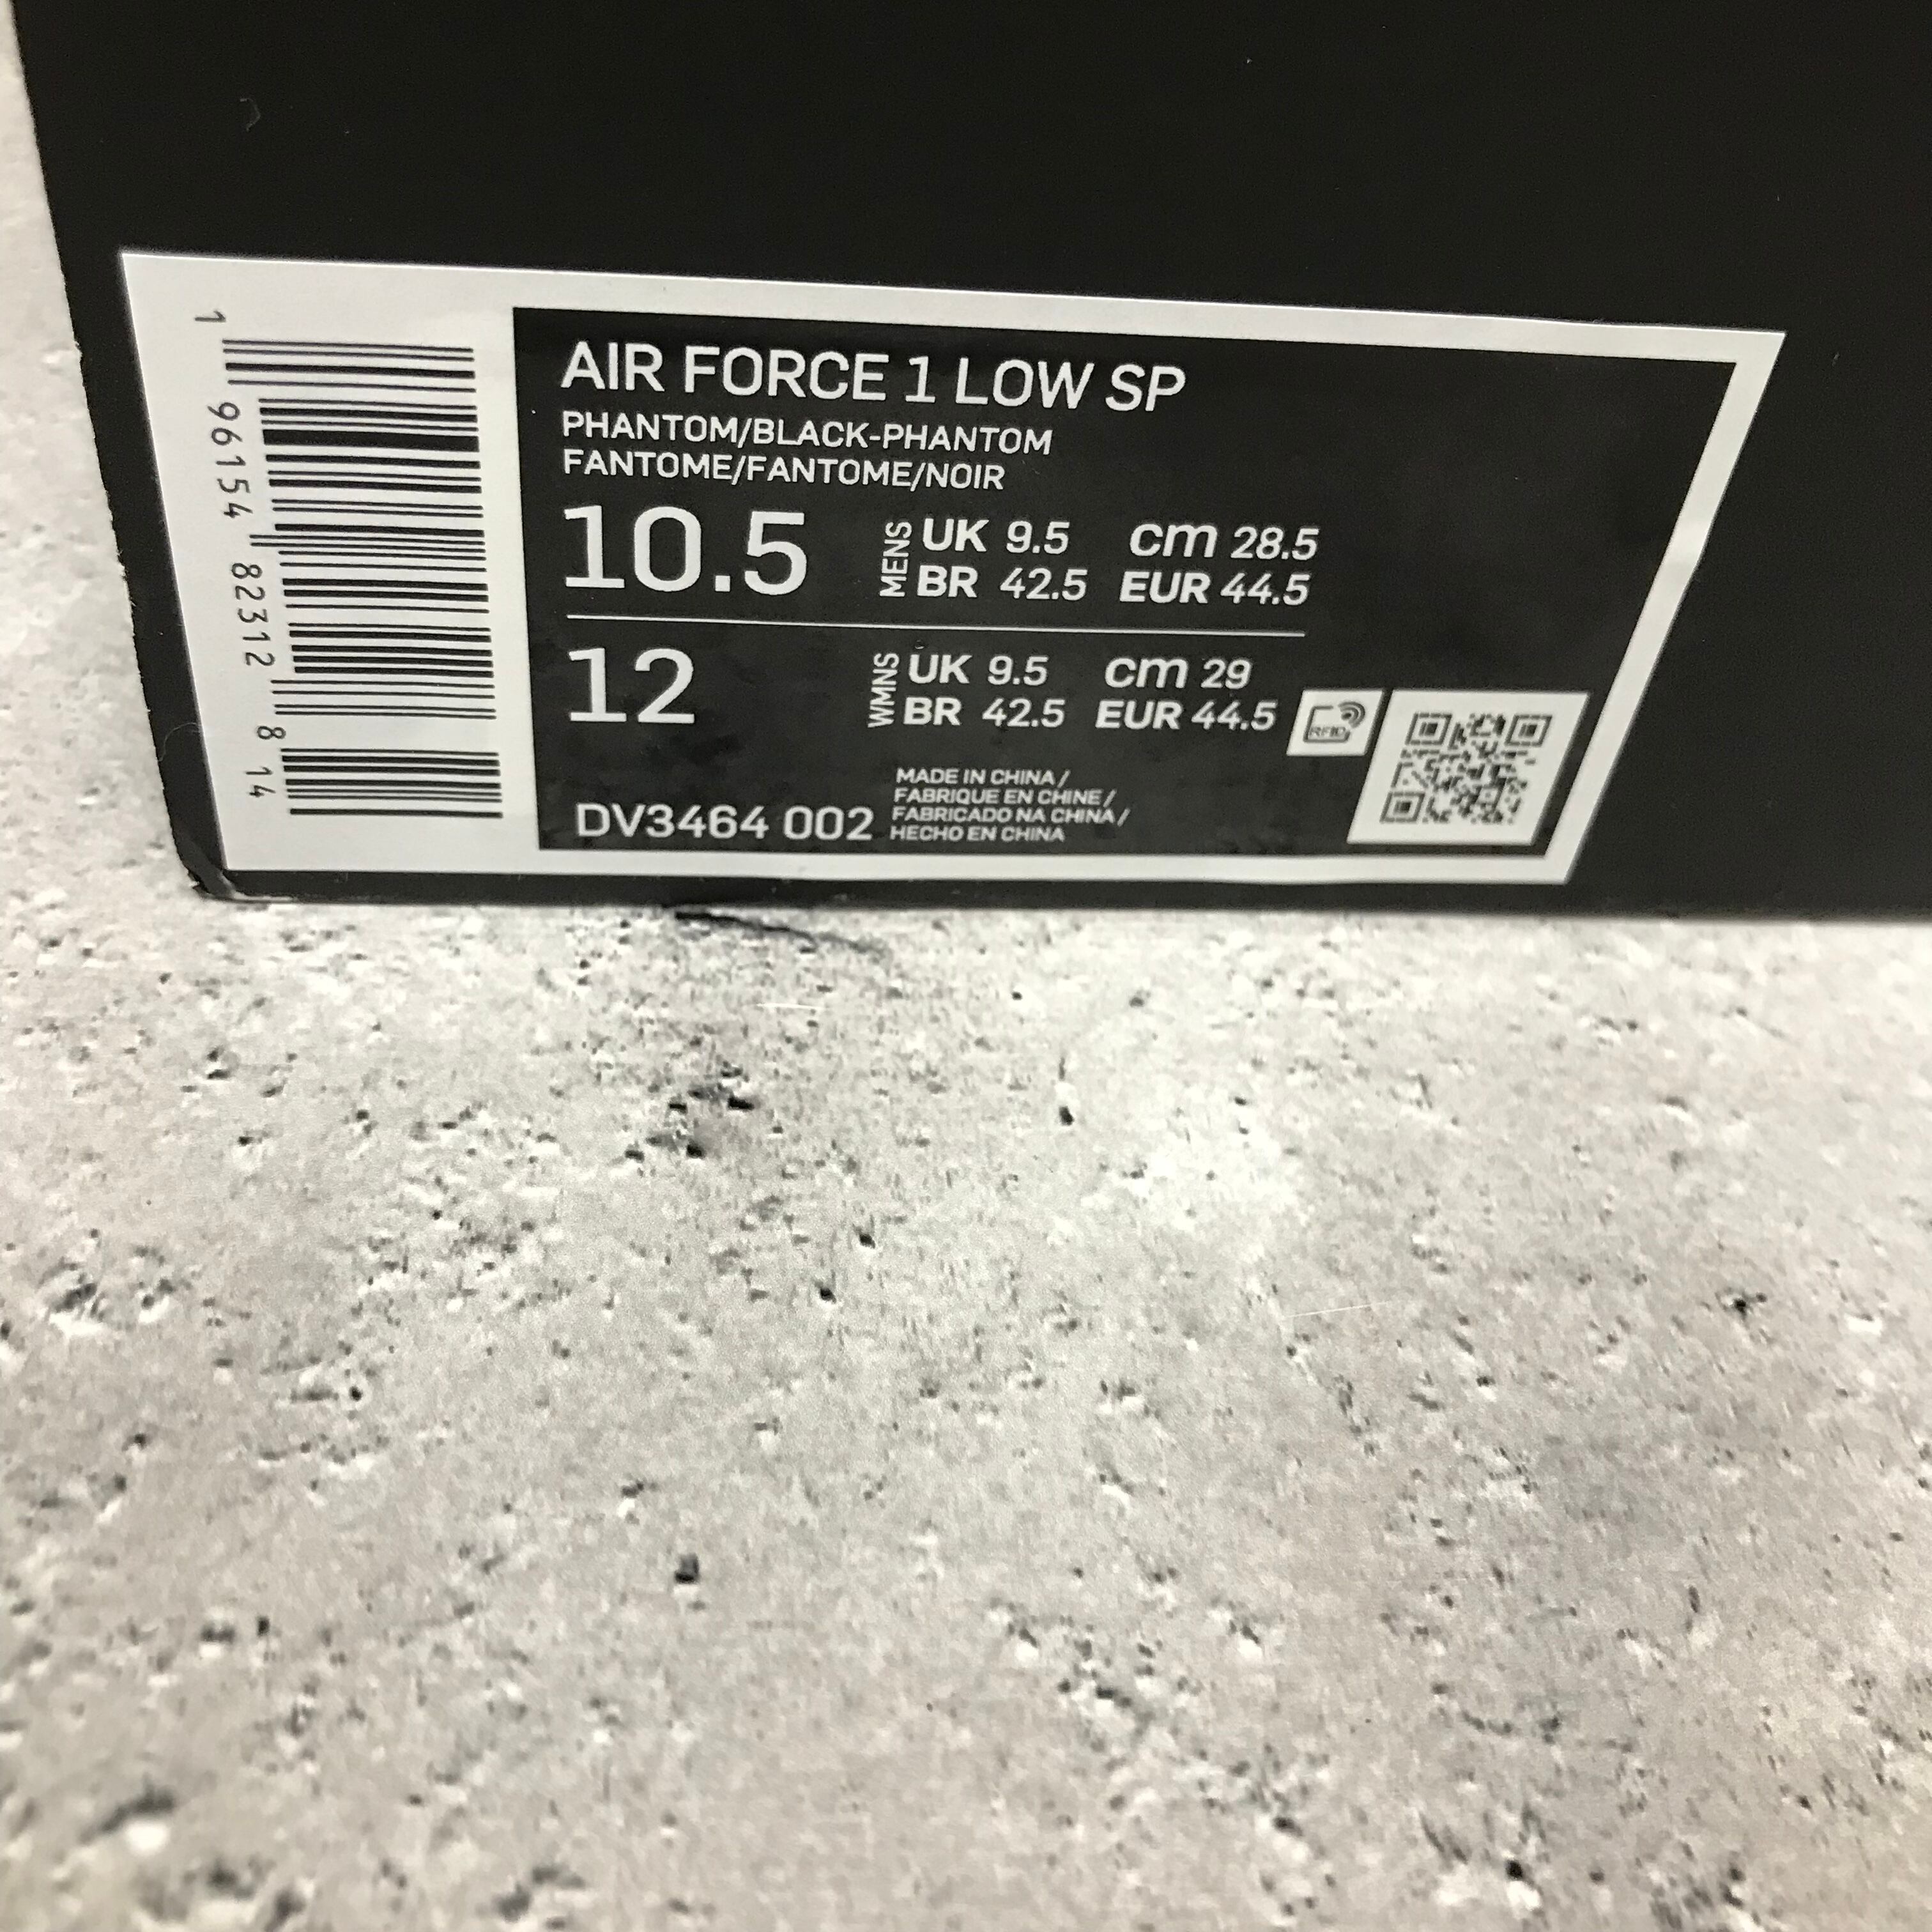 1 96154 82312 8 14
AIR FORCE 1 LOW SP
PHANTOM/BLACK-PHANTOM
FANTOME/FANTOME/NOIR
10.5 MENS UK 9.5 cm 28.5
BR 42.5 EUR 44.5
12 WMNS UK 9.5 cm 29
BR 42.5 EUR 44.5
RFID
DV3464 002
MADE IN CHINA /
FABRIQUE EN CHINE /
FABRICADO NA CHINA /
HECHO EN CHINA